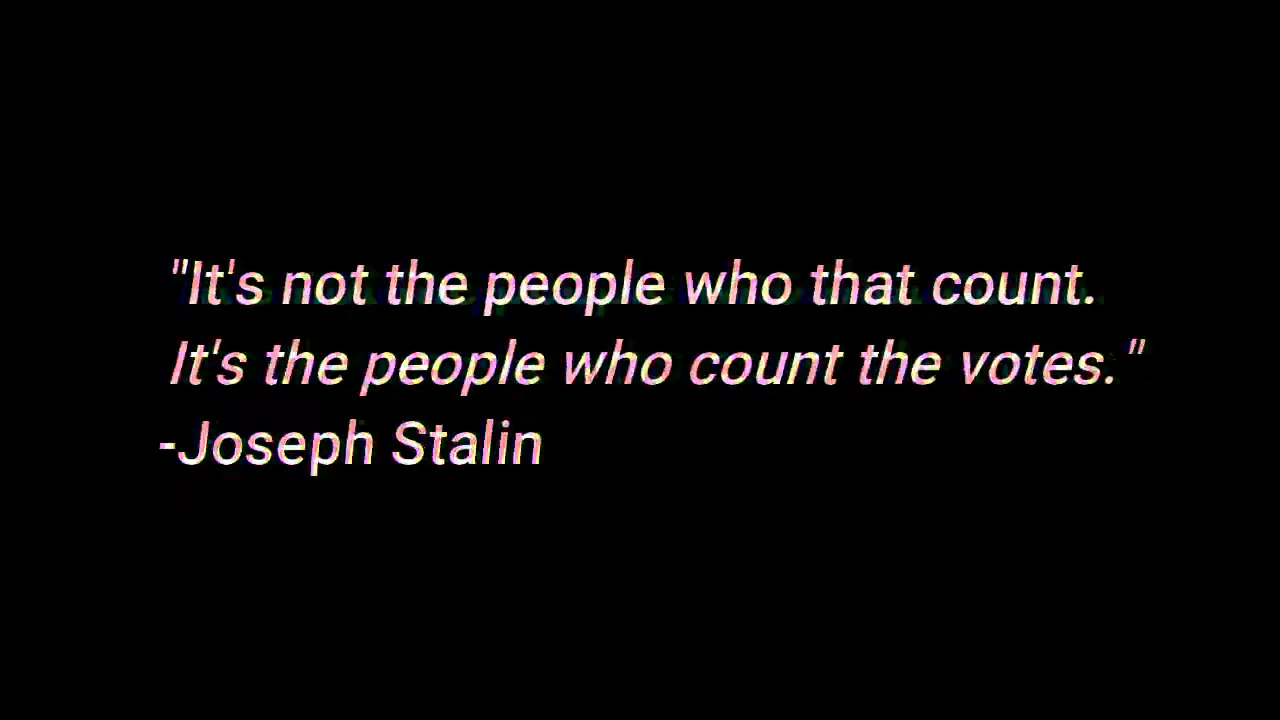 "It's not the people who that count.
It's the people who count the votes."
-Joseph Stalin